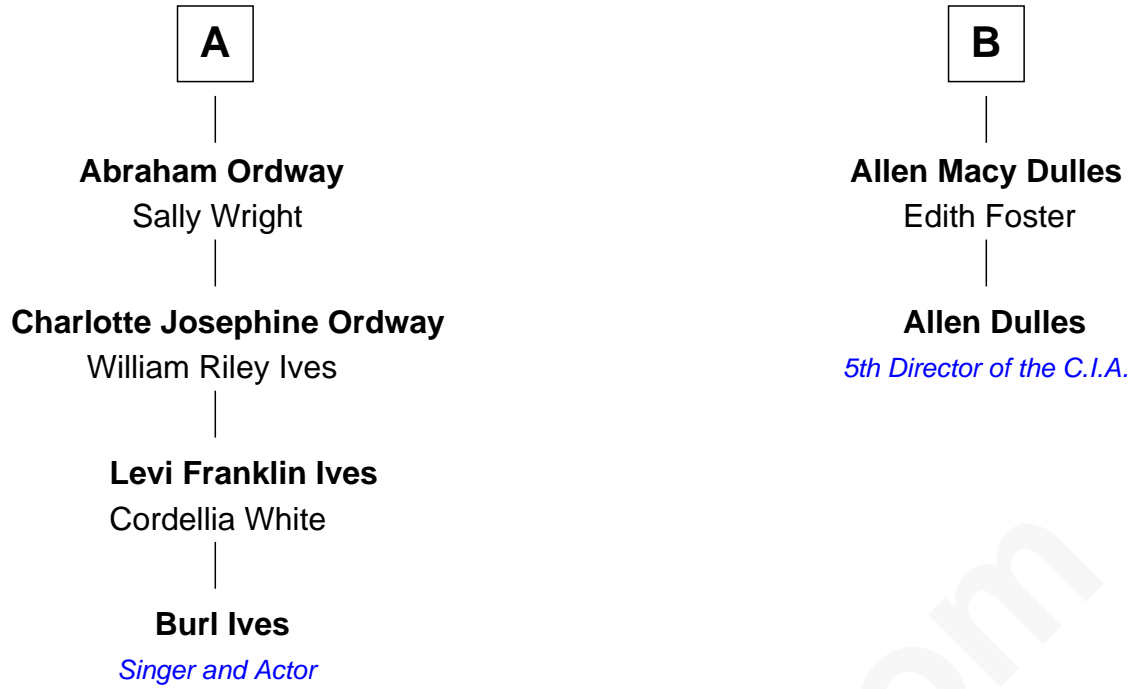 A
Abraham Ordway
Sally Wright
Charlotte Josephine Ordway
William Riley Ives
Levi Franklin Ives
Cordellia White
Burl Ives
Singer and Actor
B
Allen Macy Dulles
Edith Foster
Allen Dulles
5th Director of the C.I.A.
om